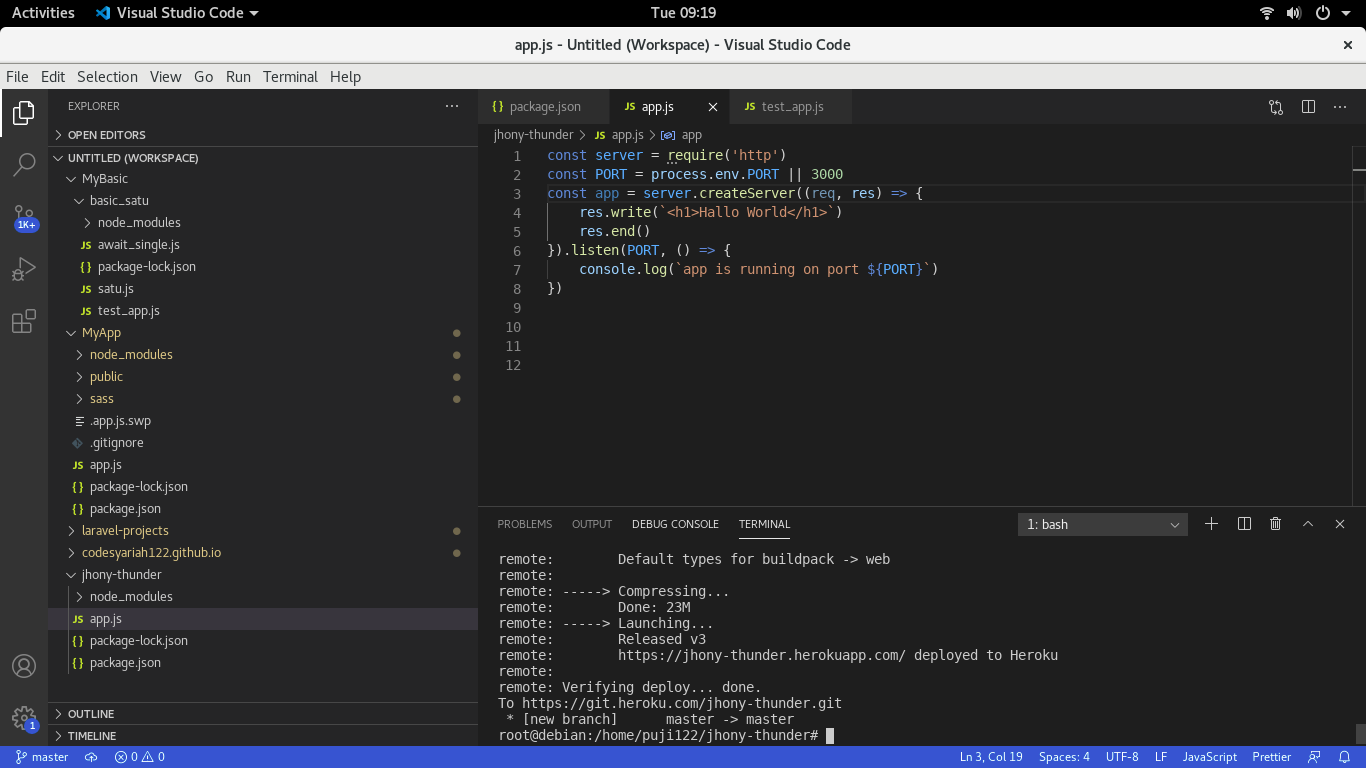 Activities Visual Studio Code Tue 09:19
app.js - Untitled (Workspace) - Visual Studio Code
File Edit Selection View Go Run Terminal Help
EXPLORER
OPEN EDITORS
UNTITLED (WORKSPACE)
MyBasic
basic_satu
node_modules
JS await_single.js
{ } package-lock.json
JS satu.js
JS test_app.js
MyApp
node_modules
public
sass
.app.js.swp
.gitignore
JS app.js
{ } package-lock.json
{ } package.json
laravel-projects
codesyariah122.github.io
jhony-thunder
node_modules
JS app.js
{ } package-lock.json
{ } package.json
OUTLINE
TIMELINE
1K+
1
{ } package.json JS app.js JS test_app.js
jhony-thunder > JS app.js > app
1 const server = require('http')
2 const PORT = process.env.PORT || 3000
3 const app = server.createServer((req, res) => {
4     res.write(`<h1>Hallo World</h1>`)
5     res.end()
6 }).listen(PORT, () => {
7     console.log(`app is running on port ${PORT}`)
8 })
9
10
11
12
PROBLEMS OUTPUT DEBUG CONSOLE TERMINAL 1: bash
remote:        Default types for buildpack -> web
remote:
remote: -----> Compressing...
remote:        Done: 23M
remote: -----> Launching...
remote:        Released v3
remote:        https://jhony-thunder.herokuapp.com/ deployed to Heroku
remote:
remote: Verifying deploy... done.
To https://git.heroku.com/jhony-thunder.git
 * [new branch]      master -> master
root@debian:/home/puji122/jhony-thunder#
master 0 0 Ln 3, Col 19 Spaces: 4 UTF-8 LF JavaScript Prettier